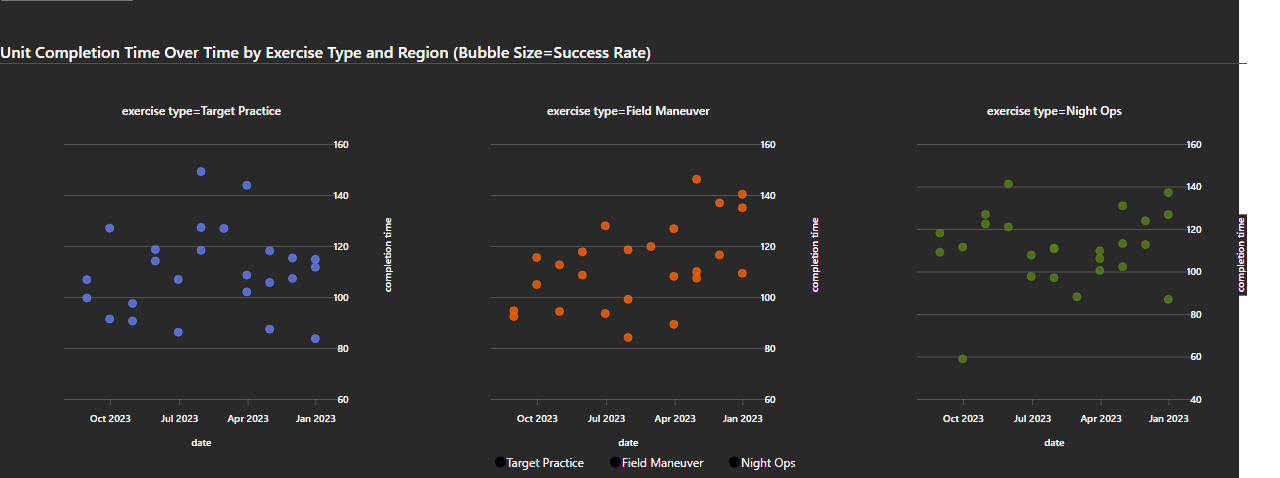 Unit Completion Time Over Time by Exercise Type and Region (Bubble Size=Success Rate)
exercise type=Target Practice
160
140
120
100
80
60
completion time
Oct 2023 Jul 2023 Apr 2023 Jan 2023
date
exercise type=Field Maneuver
160
140
120
100
80
60
completion time
Oct 2023 Jul 2023 Apr 2023 Jan 2023
date
exercise type=Night Ops
160
140
120
100
80
60
40
completion time
Oct 2023 Jul 2023 Apr 2023 Jan 2023
date
Target Practice Field Maneuver Night Ops